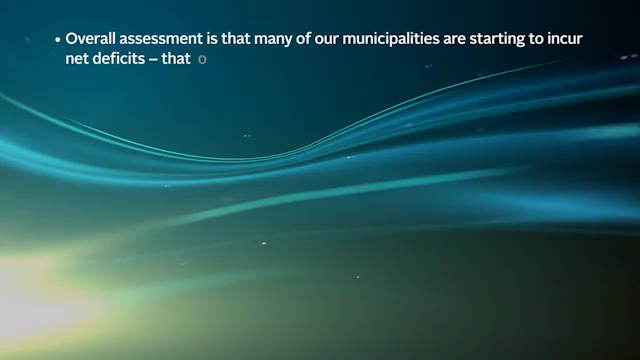 • Overall assessment is that many of our municipalities are starting to incur
net deficits – that o